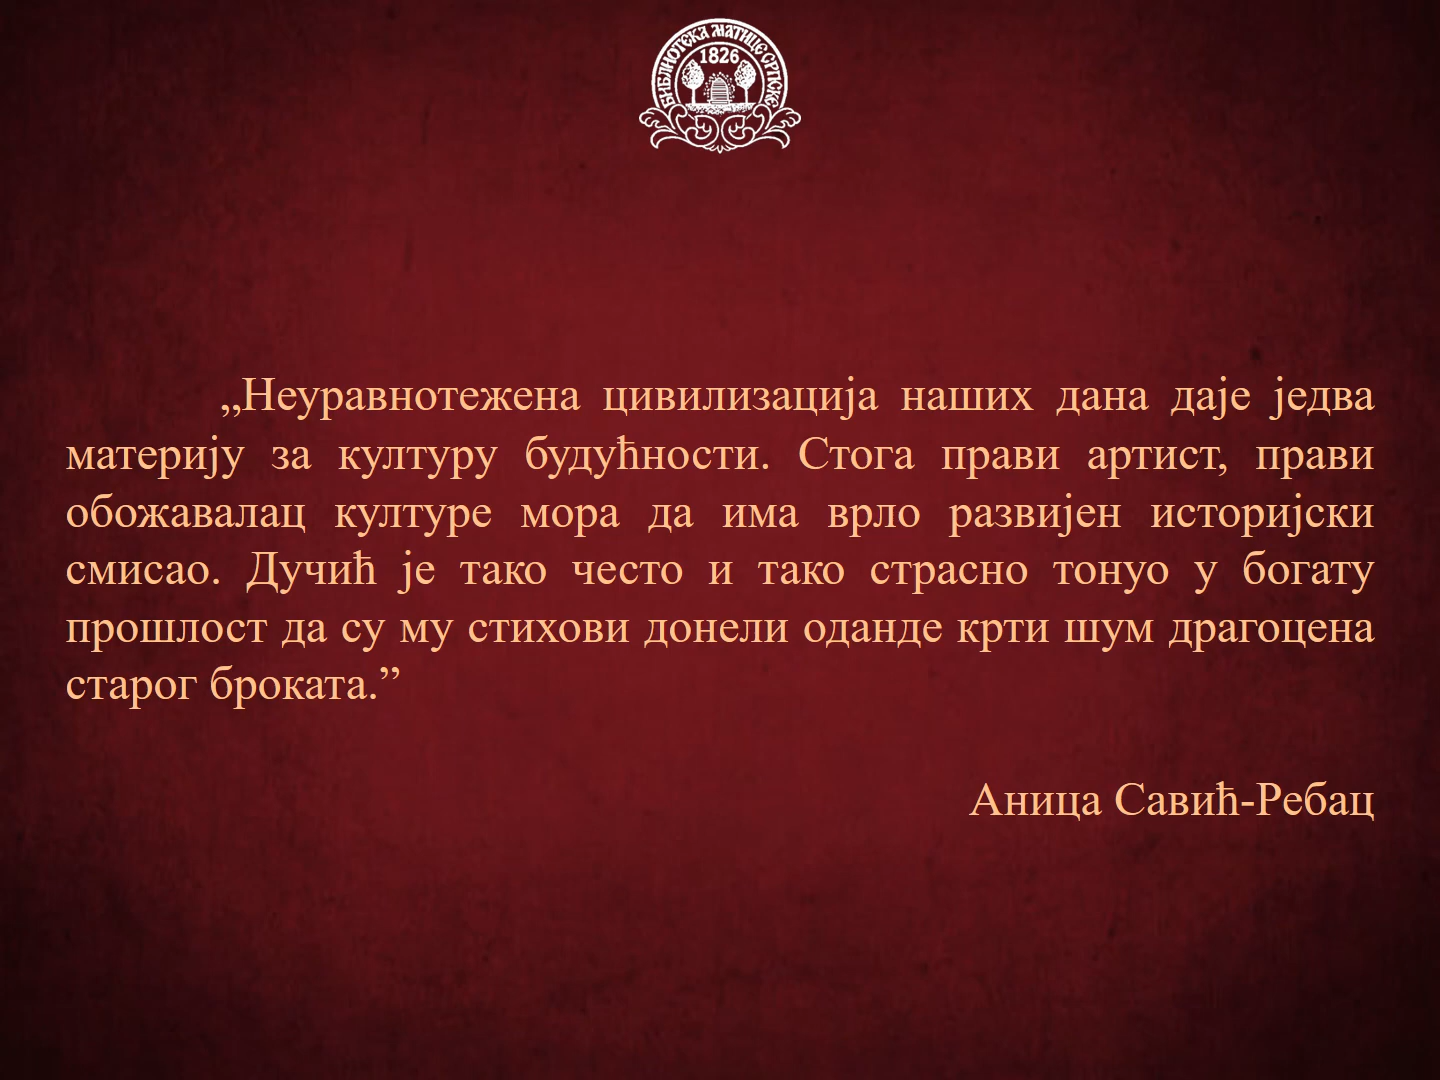 БИБЛИОТЕКА МАТИЦЕ СРПСКЕ
1826
„Неуравнотежена цивилизација наших дана даје једва
материју за културу будућности. Стога прави артист, прави
обожавалац културе мора да има врло развијен историјски
смисао. Дучић је тако често и тако страсно тонуо у богату
прошлост да су му стихови донели оданде крти шум драгоцена
старог броката.”
Аница Савић-Ребац